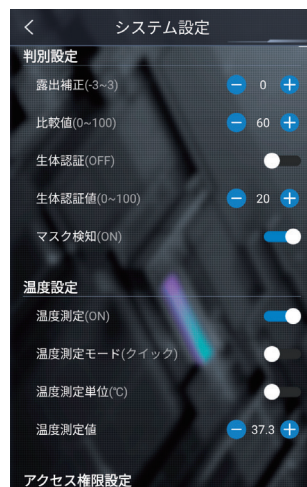 システム設定
判別設定
露出補正(-3~3) 0
比較値(0~100) 60
生体認証(OFF)
生体認証値(0~100) 20
マスク検知(ON)
温度設定
温度測定(ON)
温度測定モード(クイック)
温度測定単位(℃)
温度測定値 37.3
アクセス権限設定